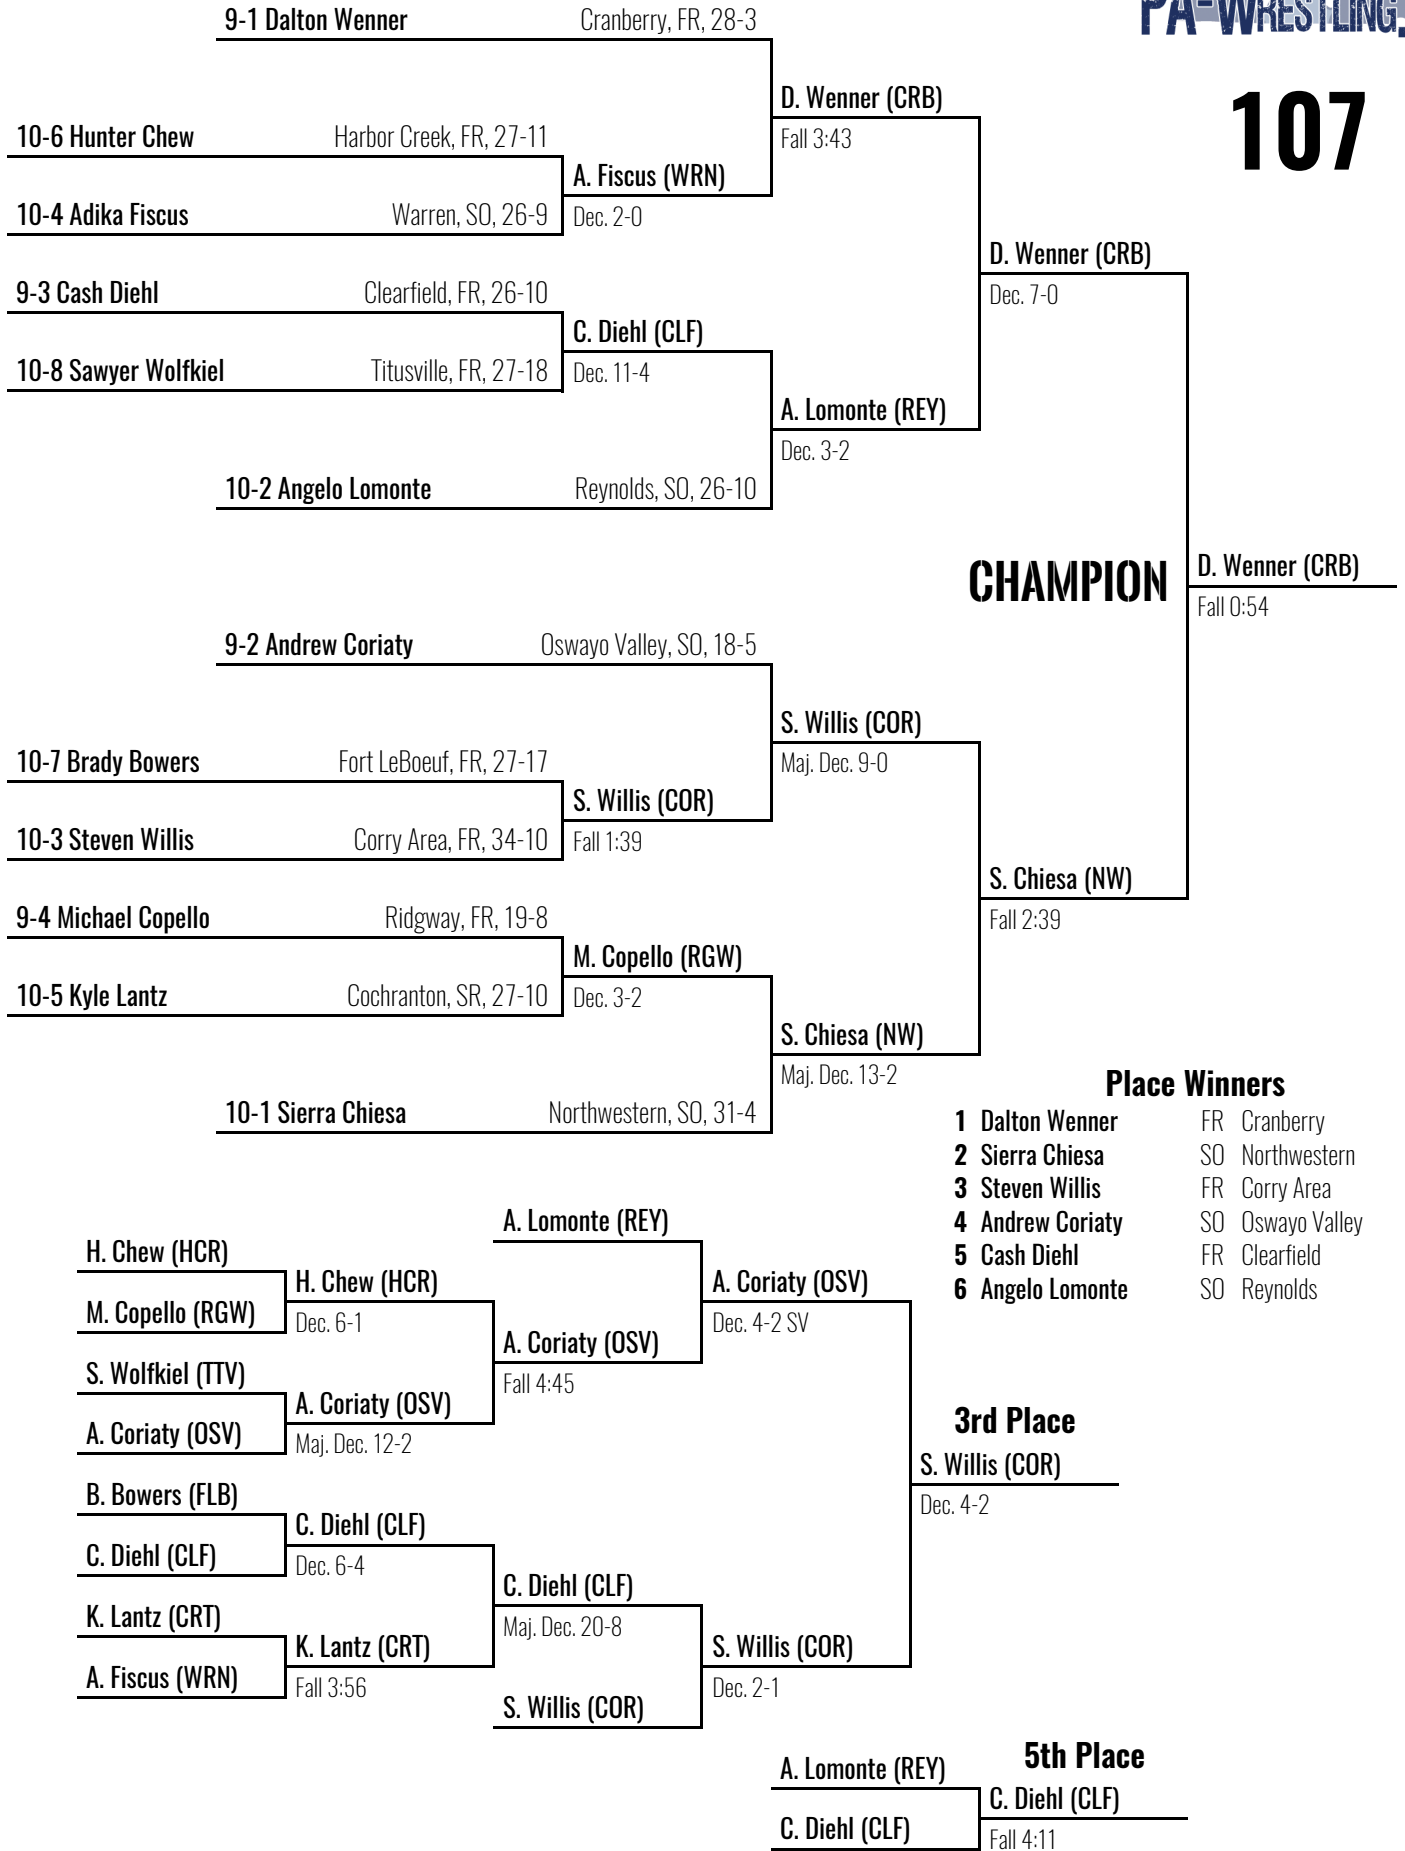 9-1 Dalton Wenner Cranberry, FR, 28-3
PA-WRESTLING.
D. Wenner (CRB)
107
10-6 Hunter Chew Harbor Creek, FR, 27-11
Fall 3:43
A. Fiscus (WRN)
10-4 Adika Fiscus Warren, SO, 26-9
Dec. 2-0
D. Wenner (CRB)
9-3 Cash Diehl Clearfield, FR, 26-10
Dec. 7-0
C. Diehl (CLF)
10-8 Sawyer Wolfkiel Titusville, FR, 27-18
Dec. 11-4
A. Lomonte (REY)
Dec. 3-2
10-2 Angelo Lomonte Reynolds, SO, 26-10
CHAMPION
D. Wenner (CRB)
Fall 0:54
9-2 Andrew Coriaty Oswayo Valley, SO, 18-5
S. Willis (COR)
10-7 Brady Bowers Fort LeBoeuf, FR, 27-17
Maj. Dec. 9-0
S. Willis (COR)
10-3 Steven Willis Corry Area, FR, 34-10
Fall 1:39
S. Chiesa (NW)
9-4 Michael Copello Ridgway, FR, 19-8
Fall 2:39
M. Copello (RGW)
10-5 Kyle Lantz Cochranton, SR, 27-10
Dec. 3-2
S. Chiesa (NW)
Maj. Dec. 13-2
10-1 Sierra Chiesa Northwestern, SO, 31-4
Place Winners
1 Dalton Wenner FR Cranberry
2 Sierra Chiesa SO Northwestern
3 Steven Willis FR Corry Area
4 Andrew Coriaty SO Oswayo Valley
5 Cash Diehl FR Clearfield
6 Angelo Lomonte SO Reynolds
A. Lomonte (REY)
H. Chew (HCR)
H. Chew (HCR)
A. Coriaty (OSV)
M. Copello (RGW)
Dec. 6-1
Dec. 4-2 SV
A. Coriaty (OSV)
S. Wolfkiel (TTV)
Fall 4:45
A. Coriaty (OSV)
A. Coriaty (OSV)
Maj. Dec. 12-2
3rd Place
S. Willis (COR)
B. Bowers (FLB)
Dec. 4-2
C. Diehl (CLF)
C. Diehl (CLF)
Dec. 6-4
C. Diehl (CLF)
K. Lantz (CRT)
Maj. Dec. 20-8
K. Lantz (CRT)
S. Willis (COR)
A. Fiscus (WRN)
Fall 3:56
Dec. 2-1
S. Willis (COR)
5th Place
A. Lomonte (REY)
C. Diehl (CLF)
C. Diehl (CLF)
Fall 4:11